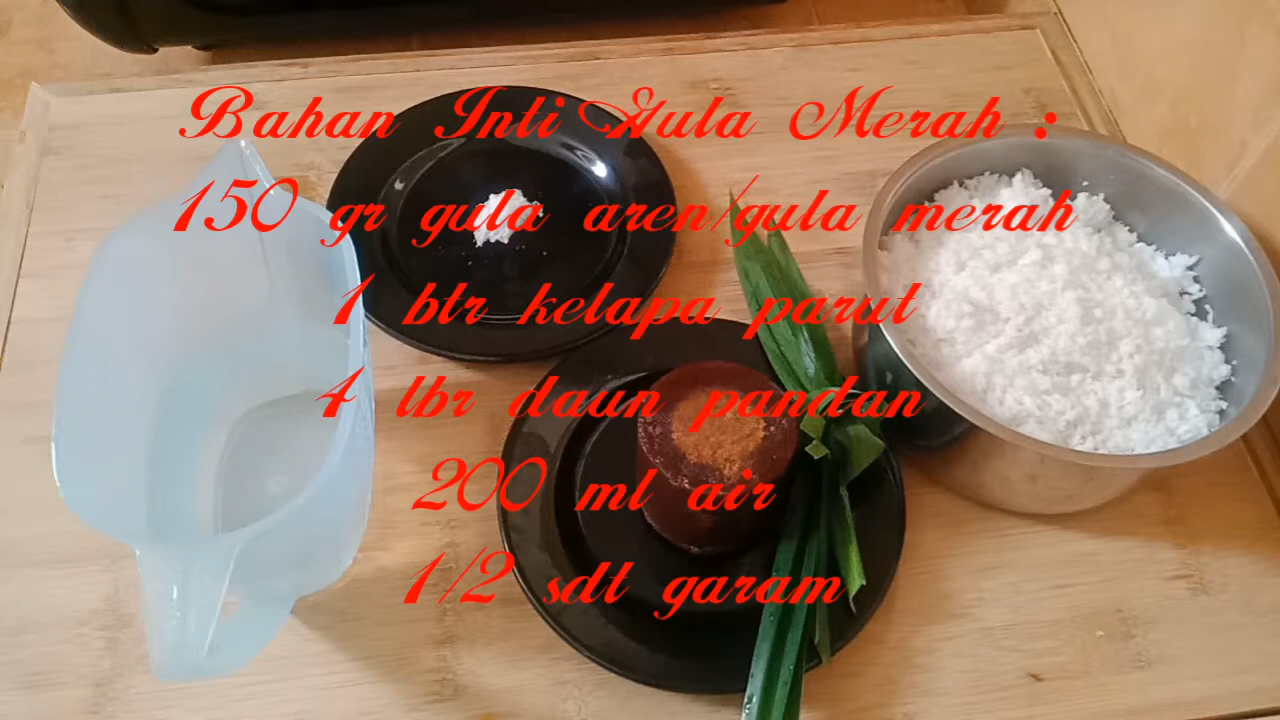 Bahan Inti Gula Merah :
150 gr gula aren/gula merah
1 btr kelapa parut
4 lbr daun pandan
200 ml air
1/2 sdt garam